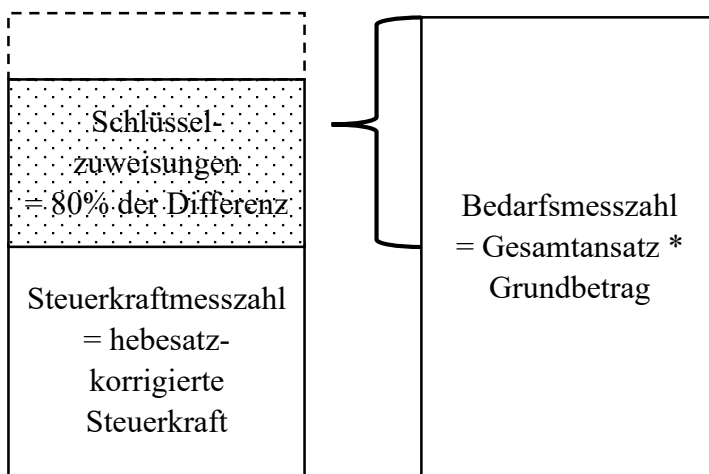 Schlüssel-
zuweisungen
= 80% der Differenz
Steuerkraftmesszahl
= hebesatz-
korrigierte
Steuerkraft
Bedarfsmesszahl
= Gesamtansatz *
Grundbetrag